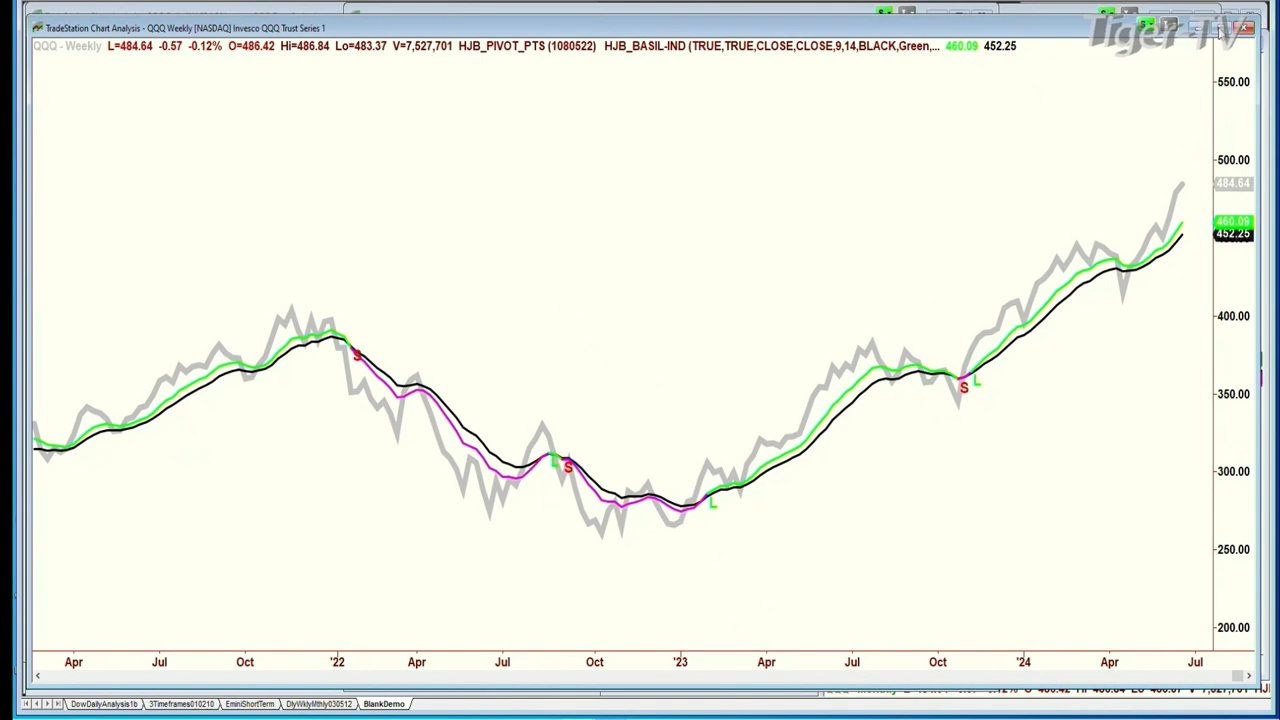 TradeStation Chart Analysis - QQQ Weekly [NASDAQ] Invesco QQQ Trust Series 1
Tiger TV
QQQ - Weekly L=484.64 -0.57 -0.12% O=486.42 Hi=486.84 Lo=483.37 V=7,527,701 HJB_PIVOT_PTS (1080522) HJB_BASIL-IND (TRUE,TRUE,CLOSE,CLOSE,9,14,BLACK,Green,... 460.09 452.25
550.00
500.00
484.64
460.09
452.25
400.00
350.00
300.00
250.00
200.00
S
L
S
L
S
L
Apr Jul Oct '22 Apr Jul Oct '23 Apr Jul Oct '24 Apr Jul
DowDailyAnalysis1b 3Timeframes010210 EminiShortTerm DlyWklyMthly030512 BlankDemo